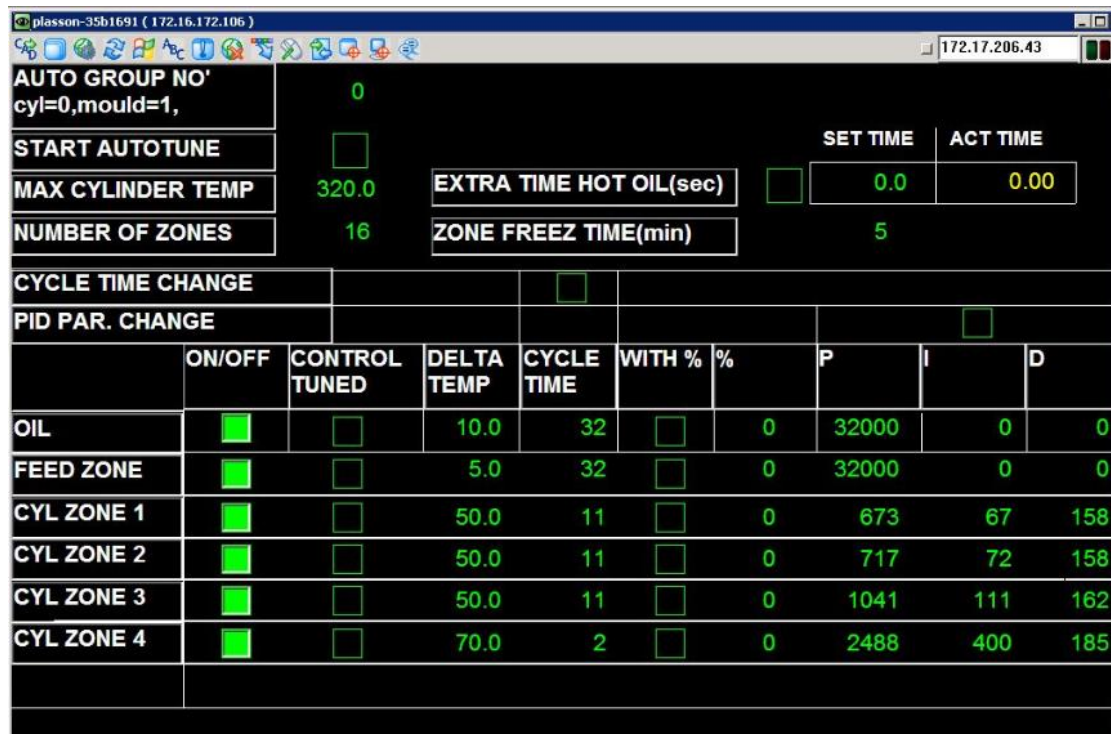 plasson-35b1691 ( 172.16.172.106 )
172.17.206.43
AUTO GROUP NO'
cyl=0,mould=1,
0
START AUTOTUNE
SET TIME ACT TIME
MAX CYLINDER TEMP 320.0 EXTRA TIME HOT OIL(sec) 0.0 0.00
NUMBER OF ZONES 16 ZONE FREEZ TIME(min) 5
CYCLE TIME CHANGE
PID PAR. CHANGE
ON/OFF CONTROL DELTA CYCLE WITH % % P I D
TUNED TEMP TIME
OIL 10.0 32 0 32000 0 0
FEED ZONE 5.0 32 0 32000 0 0
CYL ZONE 1 50.0 11 0 673 67 158
CYL ZONE 2 50.0 11 0 717 72 158
CYL ZONE 3 50.0 11 0 1041 111 162
CYL ZONE 4 70.0 2 0 2488 400 185